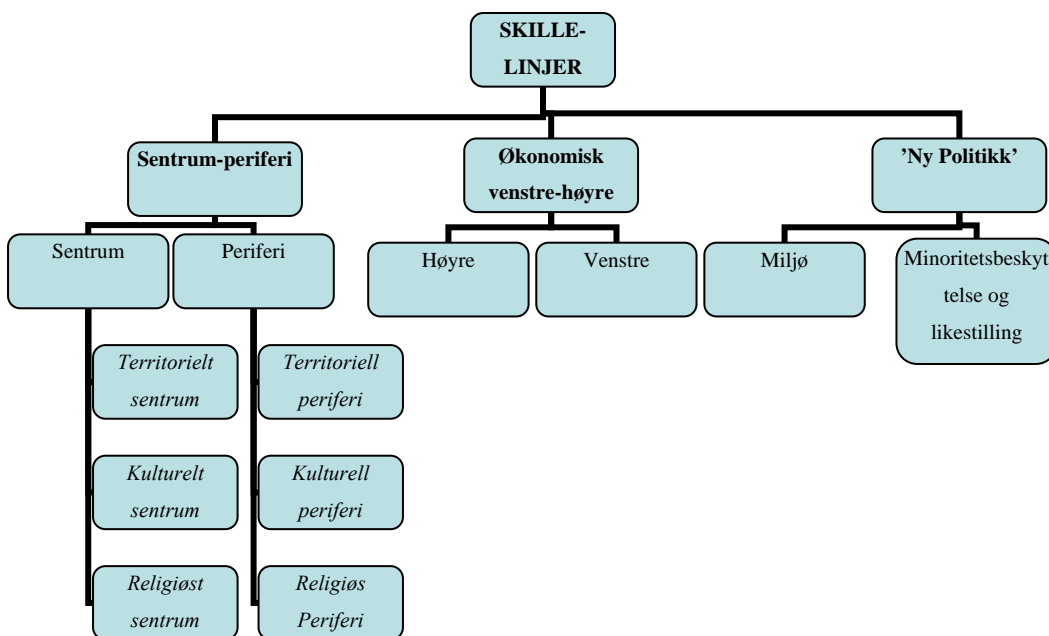 SKILLE-
LINJER
Sentrum-periferi
Økonomisk
venstre-høyre
’Ny Politikk’
Sentrum
Periferi
Høyre
Venstre
Miljø
Minoritetsbeskyt
telse og
likestilling
Territorielt
sentrum
Territoriell
periferi
Kulturelt
sentrum
Kulturell
periferi
Religiøst
sentrum
Religiøs
Periferi